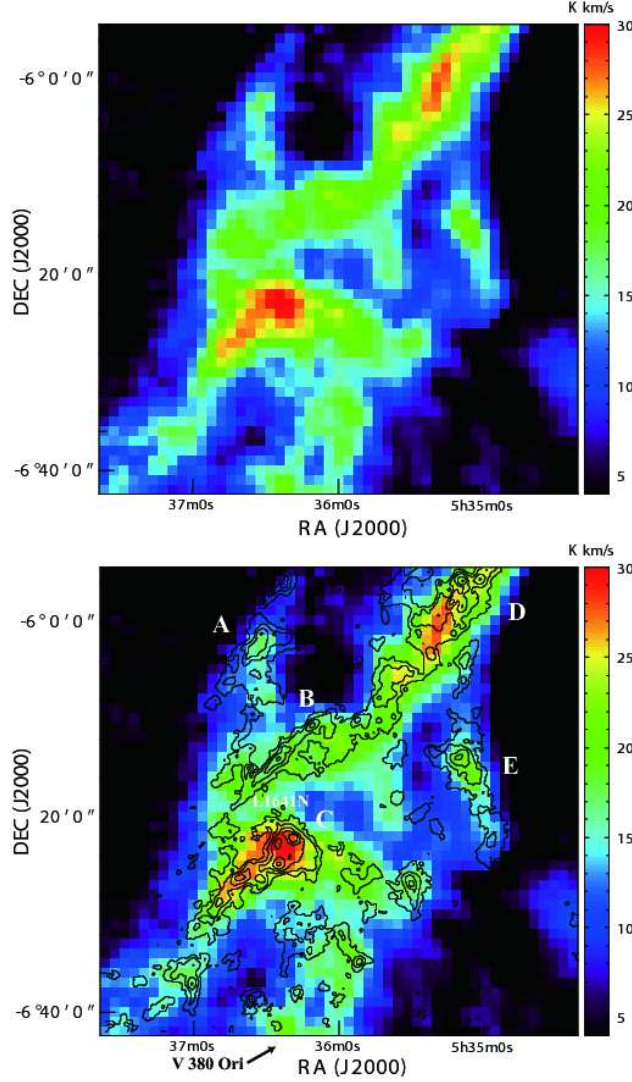 K km/s
30
-6°0'0"
25
20
20'0"
15
10
-6°40'0"
5
37m0s 36m0s 5h35m0s
RA (J2000)
DEC (J2000)
K km/s
30
A
D
-6°0'0"
25
B
20
E
20'0"
L1641N
C
15
10
-6°40'0"
5
37m0s 36m0s 5h35m0s
V 380 Ori
RA (J2000)
DEC (J2000)